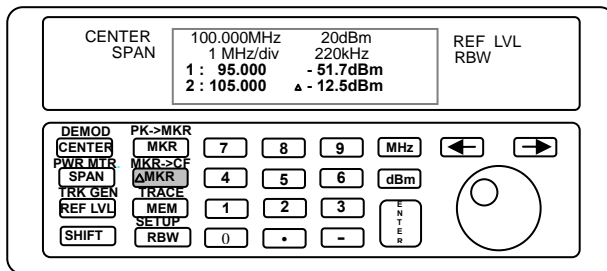 CENTER 100.000MHz 20dBm REF LVL
SPAN 1 MHz/div 220kHz RBW
1 : 95.000 - 51.7dBm
2 : 105.000 Δ - 12.5dBm
DEMOD PK->MKR
CENTER MKR 7 8 9 MHz
PWR MTR MKR->CF
SPAN ΔMKR 4 5 6 dBm
TRK GEN TRACE
REF LVL MEM 1 2 3 ENTER
SETUP
SHIFT RBW 0 • -